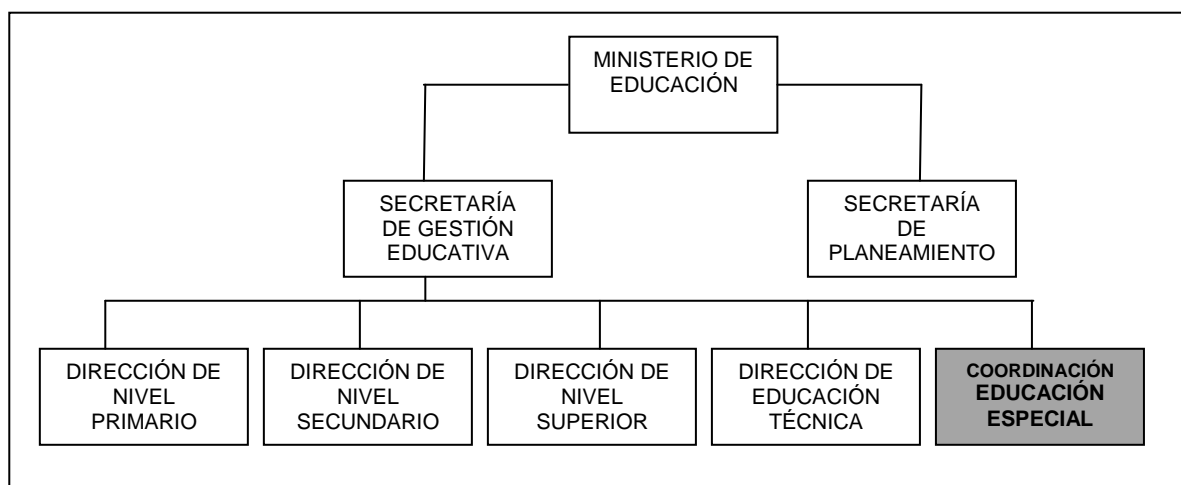 MINISTERIO DE
EDUCACIÓN
SECRETARÍA
DE GESTIÓN
EDUCATIVA
SECRETARÍA
DE
PLANEAMIENTO
DIRECCIÓN DE
NIVEL
PRIMARIO
DIRECCIÓN DE
NIVEL
SECUNDARIO
DIRECCIÓN DE
NIVEL
SUPERIOR
DIRECCIÓN DE
EDUCACIÓN
TÉCNICA
COORDINACIÓN
EDUCACIÓN
ESPECIAL